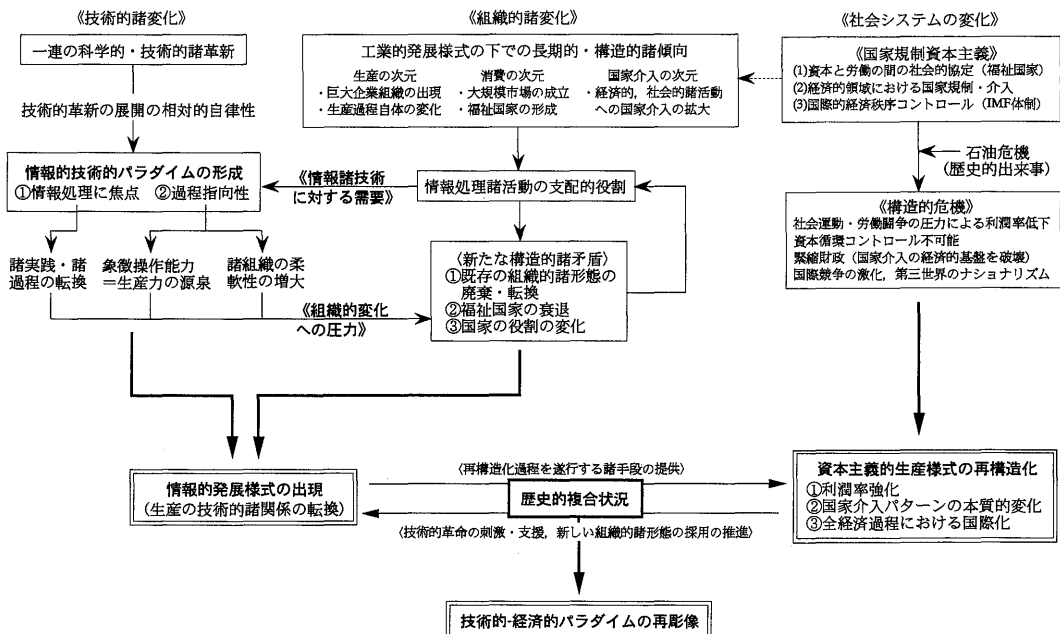 《技術的諸変化》
一連の科学的・技術的諸革新
技術的革新の展開の相対的自律性
情報的技術的パラダイムの形成
①情報処理に焦点　②過程指向性
諸実践・諸
過程の転換
象徴操作能力
＝生産力の源泉
諸組織の柔
軟性の増大
《組織的諸変化》
工業的発展様式の下での長期的・構造的諸傾向
生産の次元
・巨大企業組織の出現
・生産過程自体の変化
消費の次元
・大規模市場の成立
・福祉国家の形成
国家介入の次元
・経済的，社会的諸活動
への国家介入の拡大
《情報諸技術
に対する需要》
情報処理諸活動の支配的役割
〈新たな構造的諸矛盾〉
①既存の組織的諸形態の
廃棄・転換
②福祉国家の衰退
③国家の役割の変化
《組織的変化
への圧力》
《社会システムの変化》
《国家規制資本主義》
(1)資本と労働の間の社会的協定（福祉国家）
(2)経済的領域における国家規制・介入
(3)国際的経済秩序コントロール（IMF体制）
石油危機
(歴史的出来事)
《構造的危機》
社会運動・労働闘争の圧力による利潤率低下
資本循環コントロール不可能
緊縮財政（国家介入の経済的基盤を破壊）
国際競争の激化，第三世界のナショナリズム
情報的発展様式の出現
(生産の技術的諸関係の転換)
〈再構造化過程を遂行する諸手段の提供〉
歴史的複合状況
〈技術的革命の刺激・支援，新しい組織的諸形態の採用の推進〉
資本主義的生産様式の再構造化
①利潤率強化
②国家介入パターンの本質的変化
③全経済過程における国際化
技術的-経済的パラダイムの再彫像